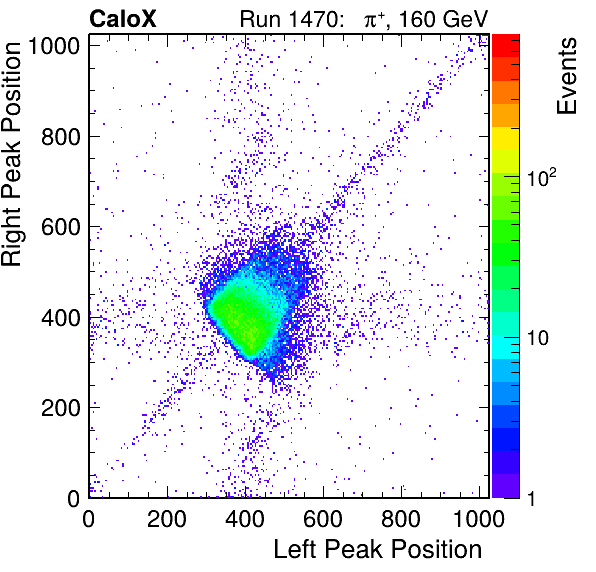 CaloX Run 1470: π⁺, 160 GeV
Right Peak Position
1000
800
600
400
200
0
0 200 400 600 800 1000
Left Peak Position
Events
10²
10
1